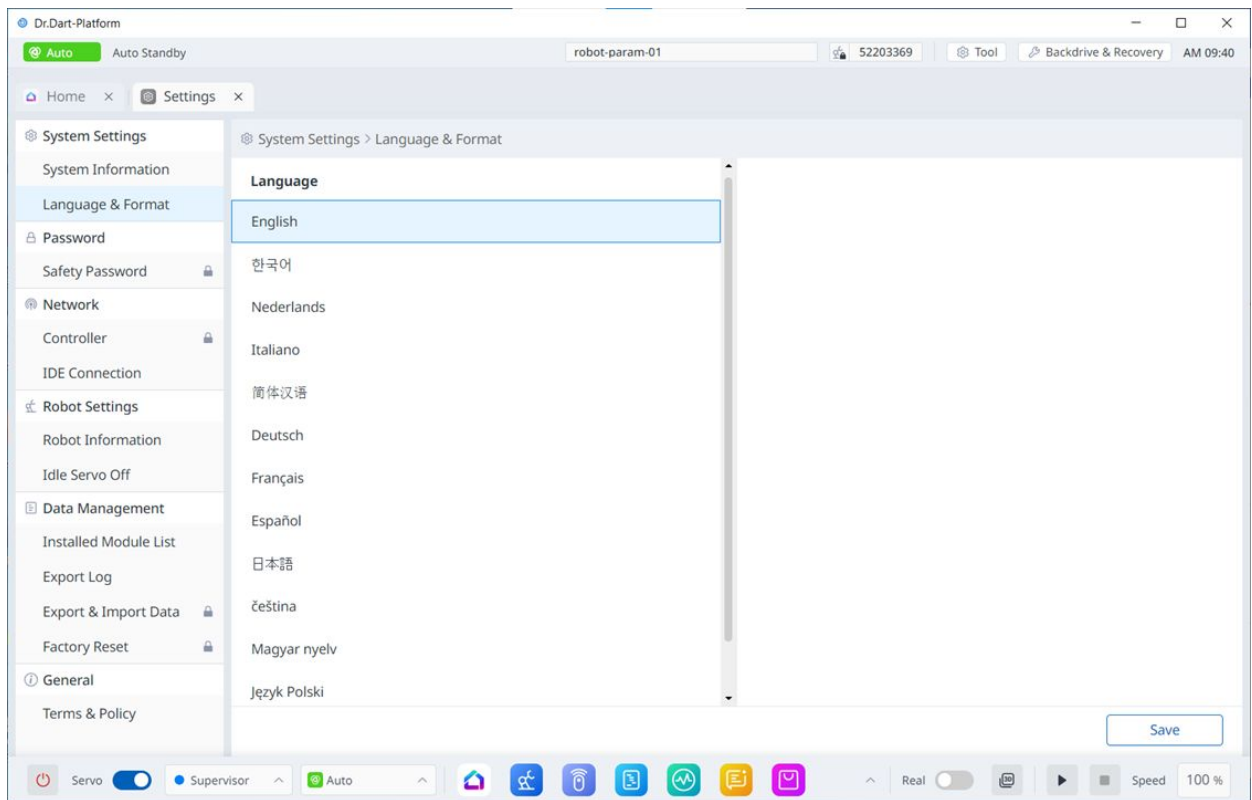 Dr.Dart-Platform
Auto Auto Standby robot-param-01 52203369 Tool Backdrive & Recovery AM 09:40
Home Settings
System Settings
System Information
Language & Format
Password
Safety Password
Network
Controller
IDE Connection
Robot Settings
Robot Information
Idle Servo Off
Data Management
Installed Module List
Export Log
Export & Import Data
Factory Reset
General
Terms & Policy
System Settings > Language & Format
Language
English
한국어
Nederlands
Italiano
简体汉语
Deutsch
Français
Español
日本語
čeština
Magyar nyelv
Język Polski
Save
Servo Supervisor Auto Real 3D Speed 100 %